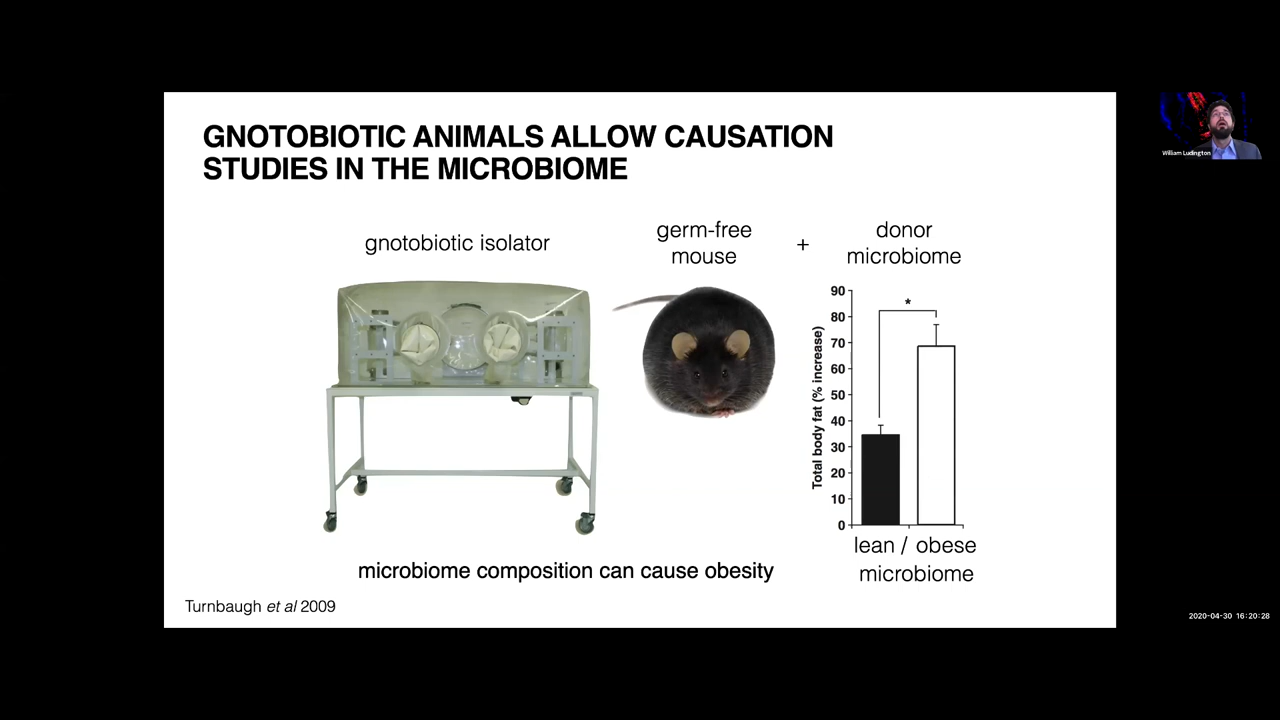 GNOTOBIOTIC ANIMALS ALLOW CAUSATION
STUDIES IN THE MICROBIOME
gnotobiotic isolator
germ-free
mouse
+
donor
microbiome
90
80
70
60
50
40
30
20
10
0
Total body fat (% increase)
*
lean / obese
microbiome
microbiome composition can cause obesity
Turnbaugh et al 2009
William Ludington
2020-04-30 16:20:28